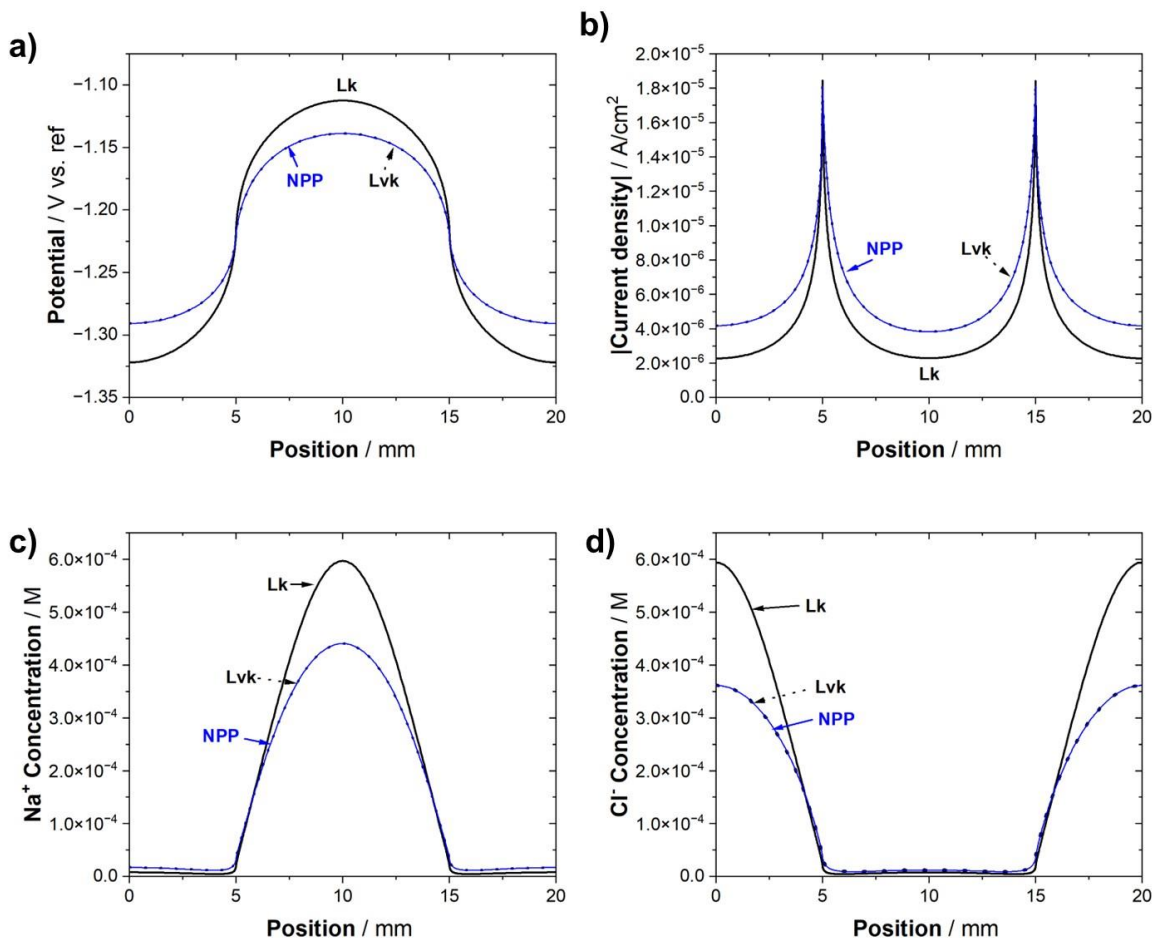 a)
Potential / V vs. ref
−1.10
−1.15
−1.20
−1.25
−1.30
−1.35
0
5
10
15
20
Position / mm
Lk
NPP
Lvk
b)
|Current density| / A/cm²
2.0×10⁻⁵
1.8×10⁻⁵
1.6×10⁻⁵
1.4×10⁻⁵
1.2×10⁻⁵
1.0×10⁻⁵
8.0×10⁻⁶
6.0×10⁻⁶
4.0×10⁻⁶
2.0×10⁻⁶
0.0
0
5
10
15
20
Position / mm
NPP
Lvk
Lk
c)
Na⁺ Concentration / M
6.0×10⁻⁴
5.0×10⁻⁴
4.0×10⁻⁴
3.0×10⁻⁴
2.0×10⁻⁴
1.0×10⁻⁴
0.0
0
5
10
15
20
Position / mm
Lk
Lvk
NPP
d)
Cl⁻ Concentration / M
6.0×10⁻⁴
5.0×10⁻⁴
4.0×10⁻⁴
3.0×10⁻⁴
2.0×10⁻⁴
1.0×10⁻⁴
0.0
0
5
10
15
20
Position / mm
Lk
Lvk
NPP